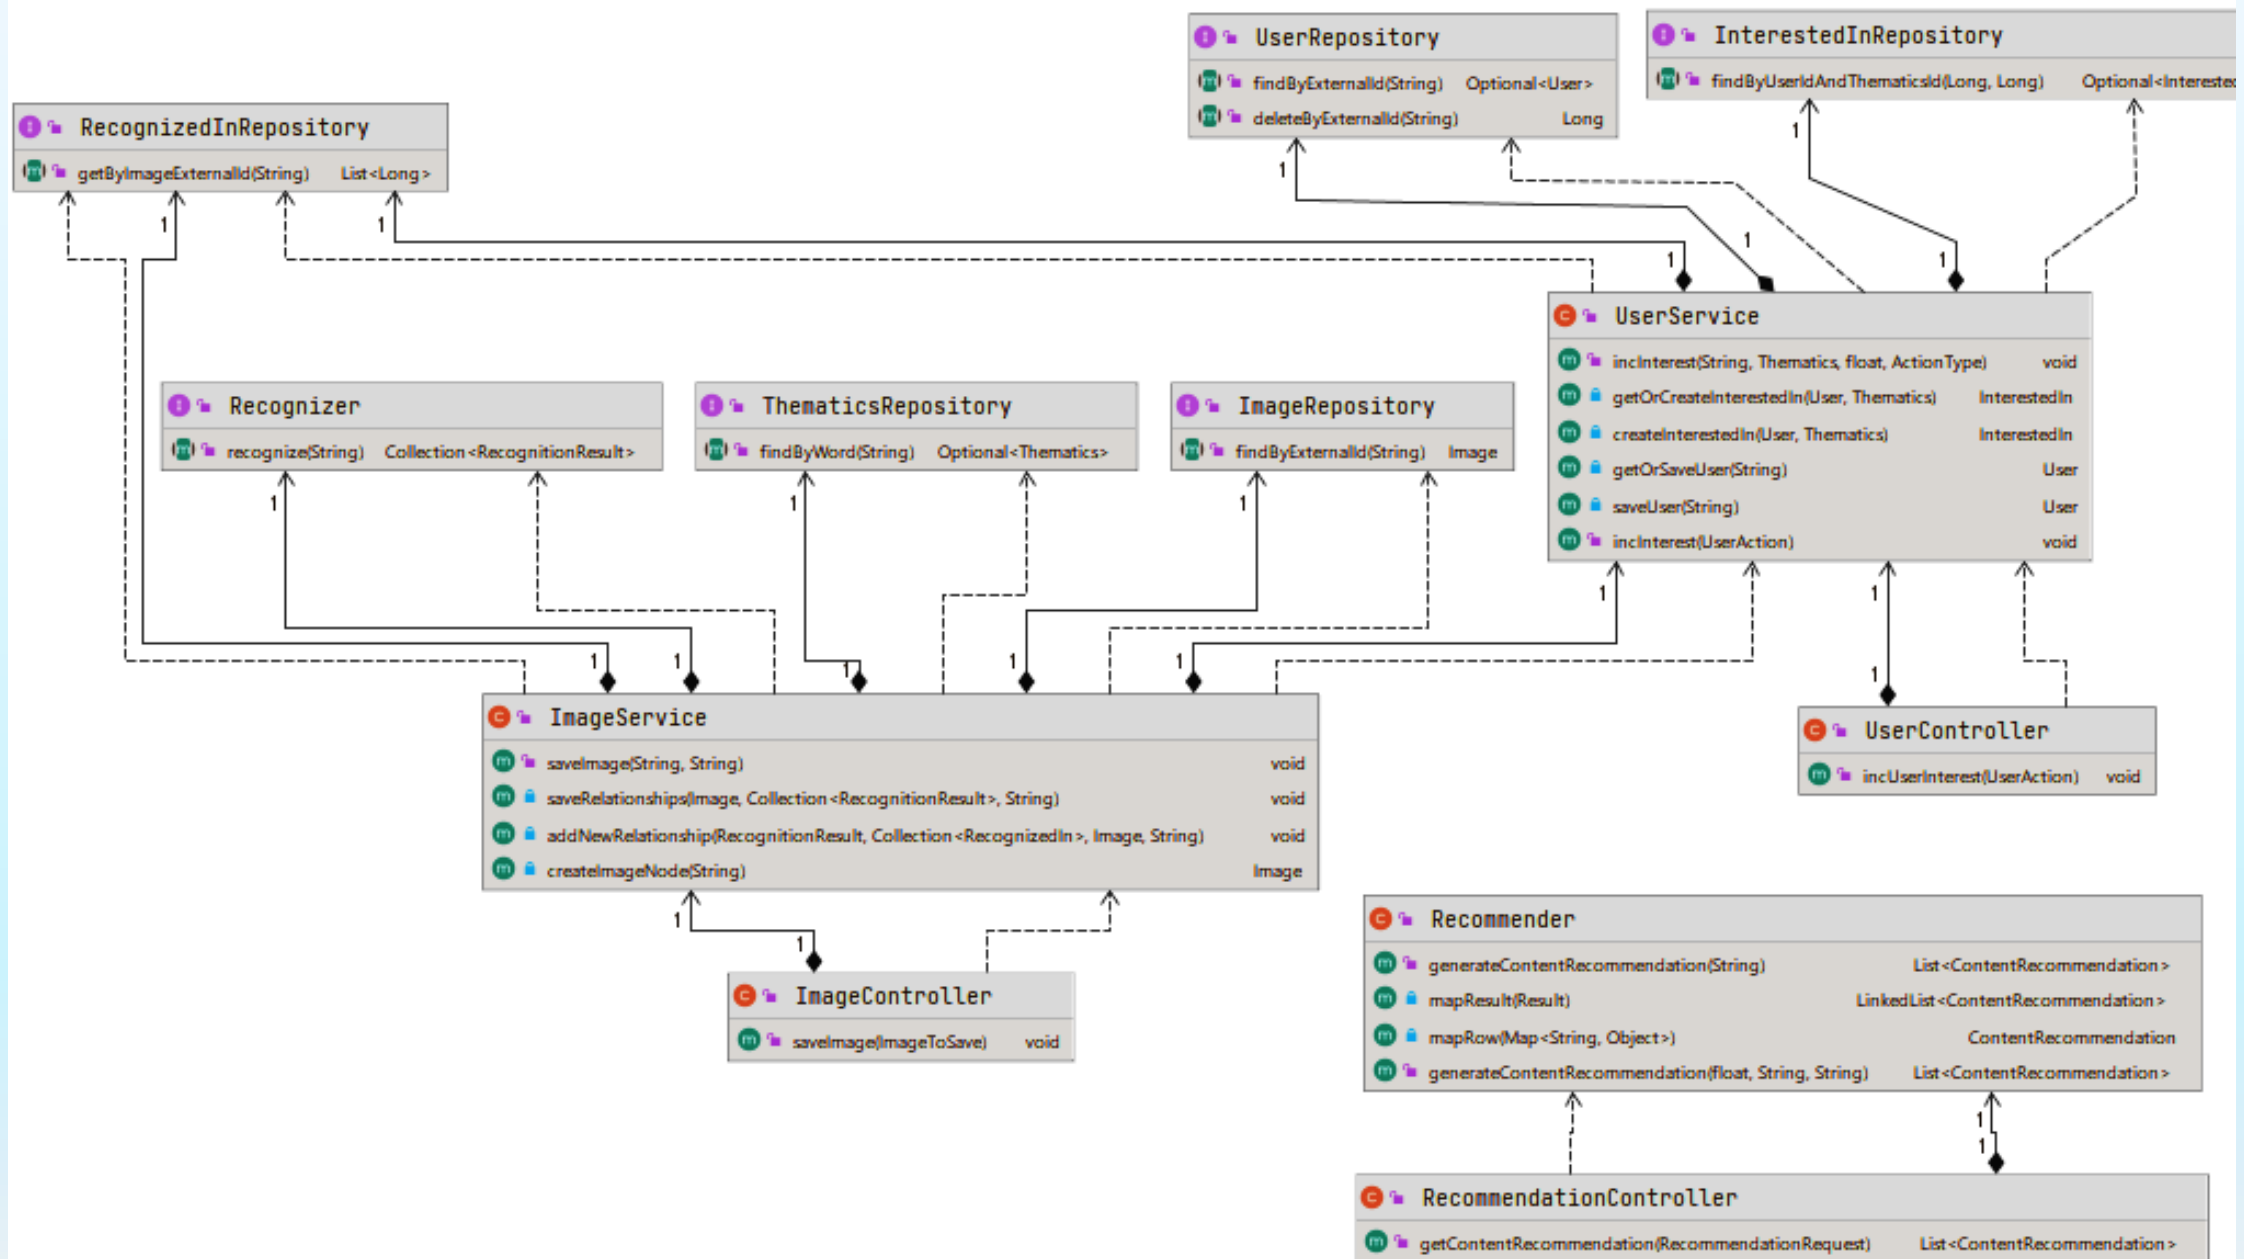 UserRepository
findByExternalId(String) Optional<User>
deleteByExternalId(String) Long
InterestedInRepository
findByUserIdAndThematicsId(Long, Long) Optional<Interested
RecognizedInRepository
getByImageExternalId(String) List<Long>
1
1
1
1
1
1
1
UserService
incInterest(String, Thematics, float, ActionType) void
getOrCreateInterestedIn(User, Thematics) InterestedIn
createInterestedIn(User, Thematics) InterestedIn
getOrSaveUser(String) User
saveUser(String) User
incInterest(UserAction) void
Recognizer
recognize(String) Collection<RecognitionResult>
ThematicsRepository
findByWord(String) Optional<Thematics>
ImageRepository
findByExternalId(String) Image
1
1
1
1
1
1
1
1
1
1
1
ImageService
saveImage(String, String) void
saveRelationships(Image, Collection<RecognitionResult>, String) void
addNewRelationship(RecognitionResult, Collection<RecognizedIn>, Image, String) void
createImageNode(String) Image
UserController
incUserInterest(UserAction) void
1
1
ImageController
saveImage(ImageToSave) void
Recommender
generateContentRecommendation(String) List<ContentRecommendation>
mapResult(Result) LinkedList<ContentRecommendation>
mapRow(Map<String, Object>) ContentRecommendation
generateContentRecommendation(float, String, String) List<ContentRecommendation>
1
1
RecommendationController
getContentRecommendation(RecommendationRequest) List<ContentRecommendation>